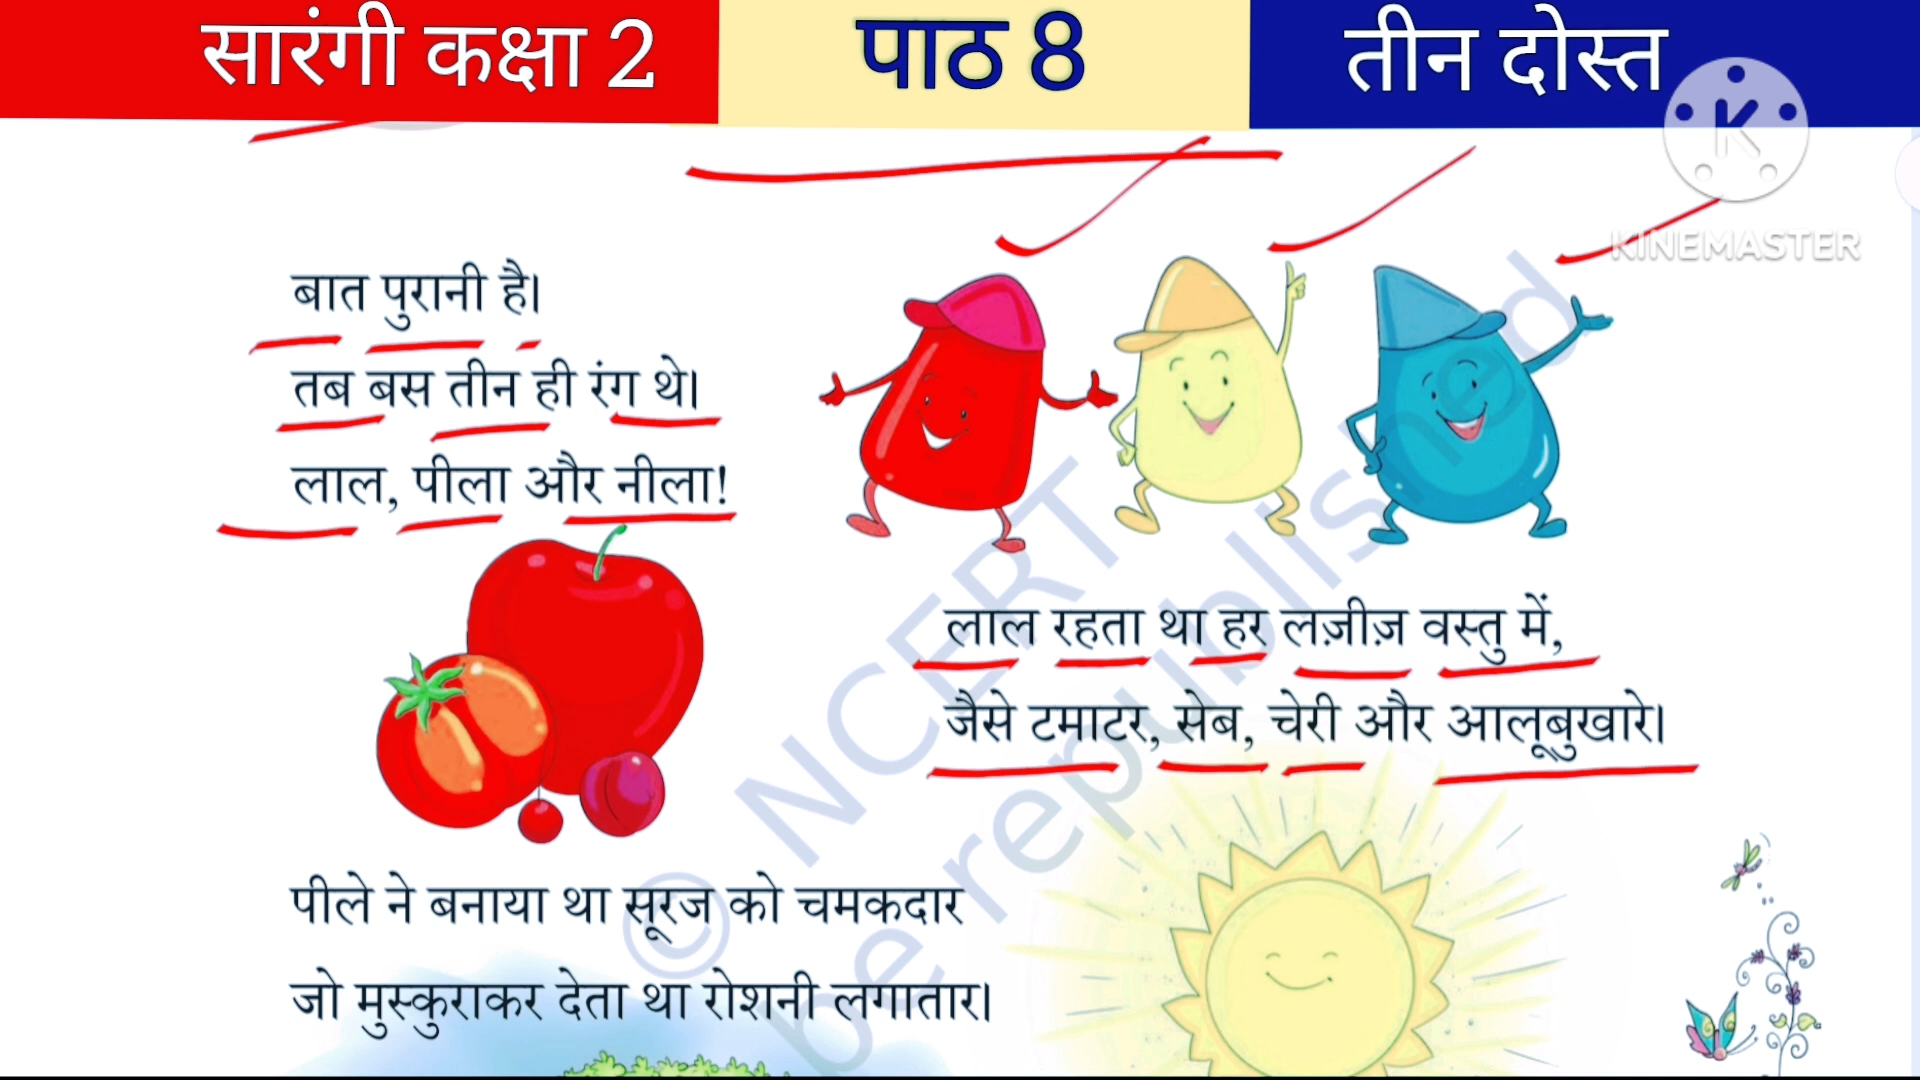 सारंगी कक्षा 2
पाठ 8
तीन दोस्त
K
KINEMASTER
बात पुरानी है।
तब बस तीन ही रंग थे।
लाल, पीला और नीला!
लाल रहता था हर लज़ीज़ वस्तु में,
जैसे टमाटर, सेब, चेरी और आलूबुखारे।
पीले ने बनाया था सूरज को चमकदार
जो मुस्कुराकर देता था रोशनी लगातार।
© NCERT
be republished